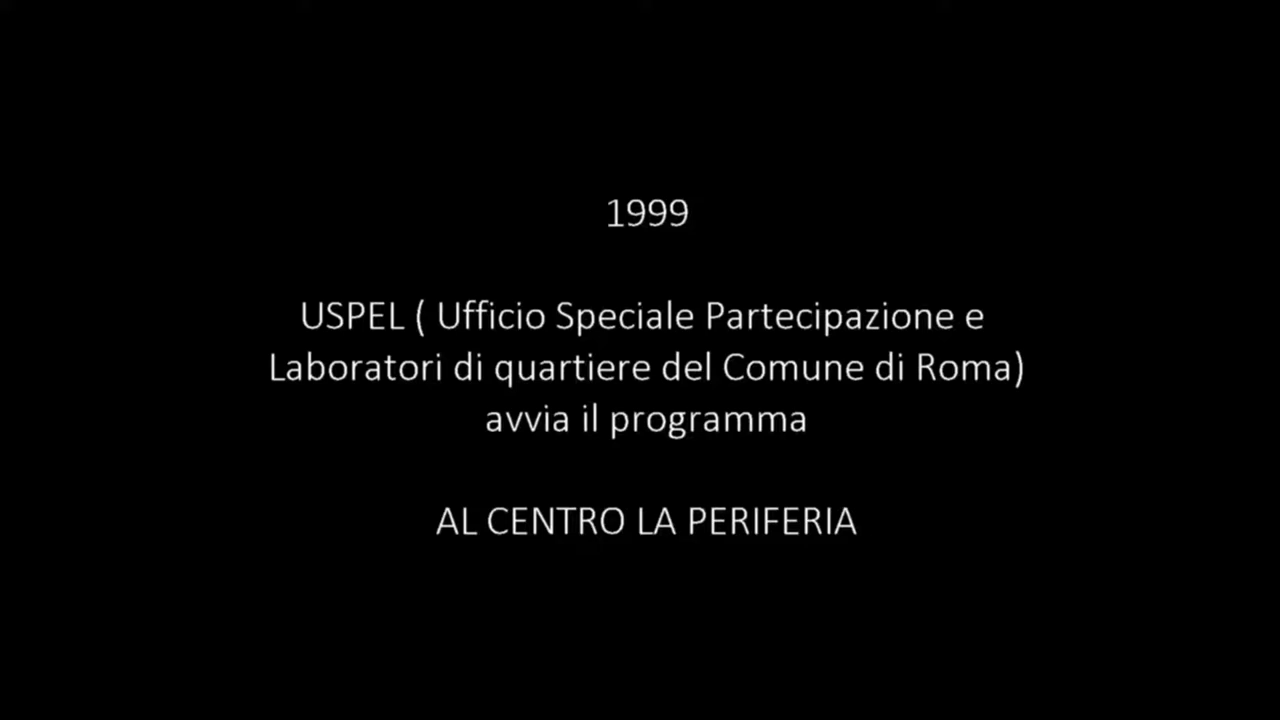 1999
USPEL ( Ufficio Speciale Partecipazione e
Laboratori di quartiere del Comune di Roma)
avvia il programma
AL CENTRO LA PERIFERIA